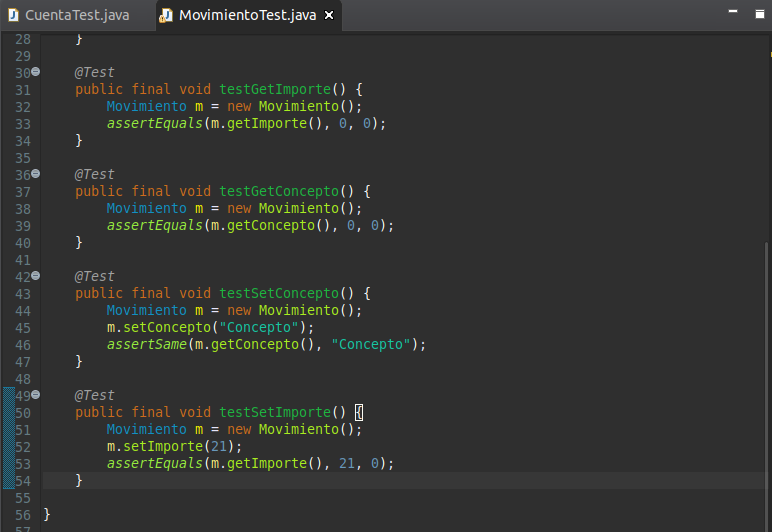 CuentaTest.java MovimientoTest.java
28 }
29
30 @Test
31 public final void testGetImporte() {
32 Movimiento m = new Movimiento();
33 assertEquals(m.getImporte(), 0, 0);
34 }
35
36 @Test
37 public final void testGetConcepto() {
38 Movimiento m = new Movimiento();
39 assertEquals(m.getConcepto(), 0, 0);
40 }
41
42 @Test
43 public final void testSetConcepto() {
44 Movimiento m = new Movimiento();
45 m.setConcepto("Concepto");
46 assertSame(m.getConcepto(), "Concepto");
47 }
48
49 @Test
50 public final void testSetImporte() {
51 Movimiento m = new Movimiento();
52 m.setImporte(21);
53 assertEquals(m.getImporte(), 21, 0);
54 }
55
56 }
57